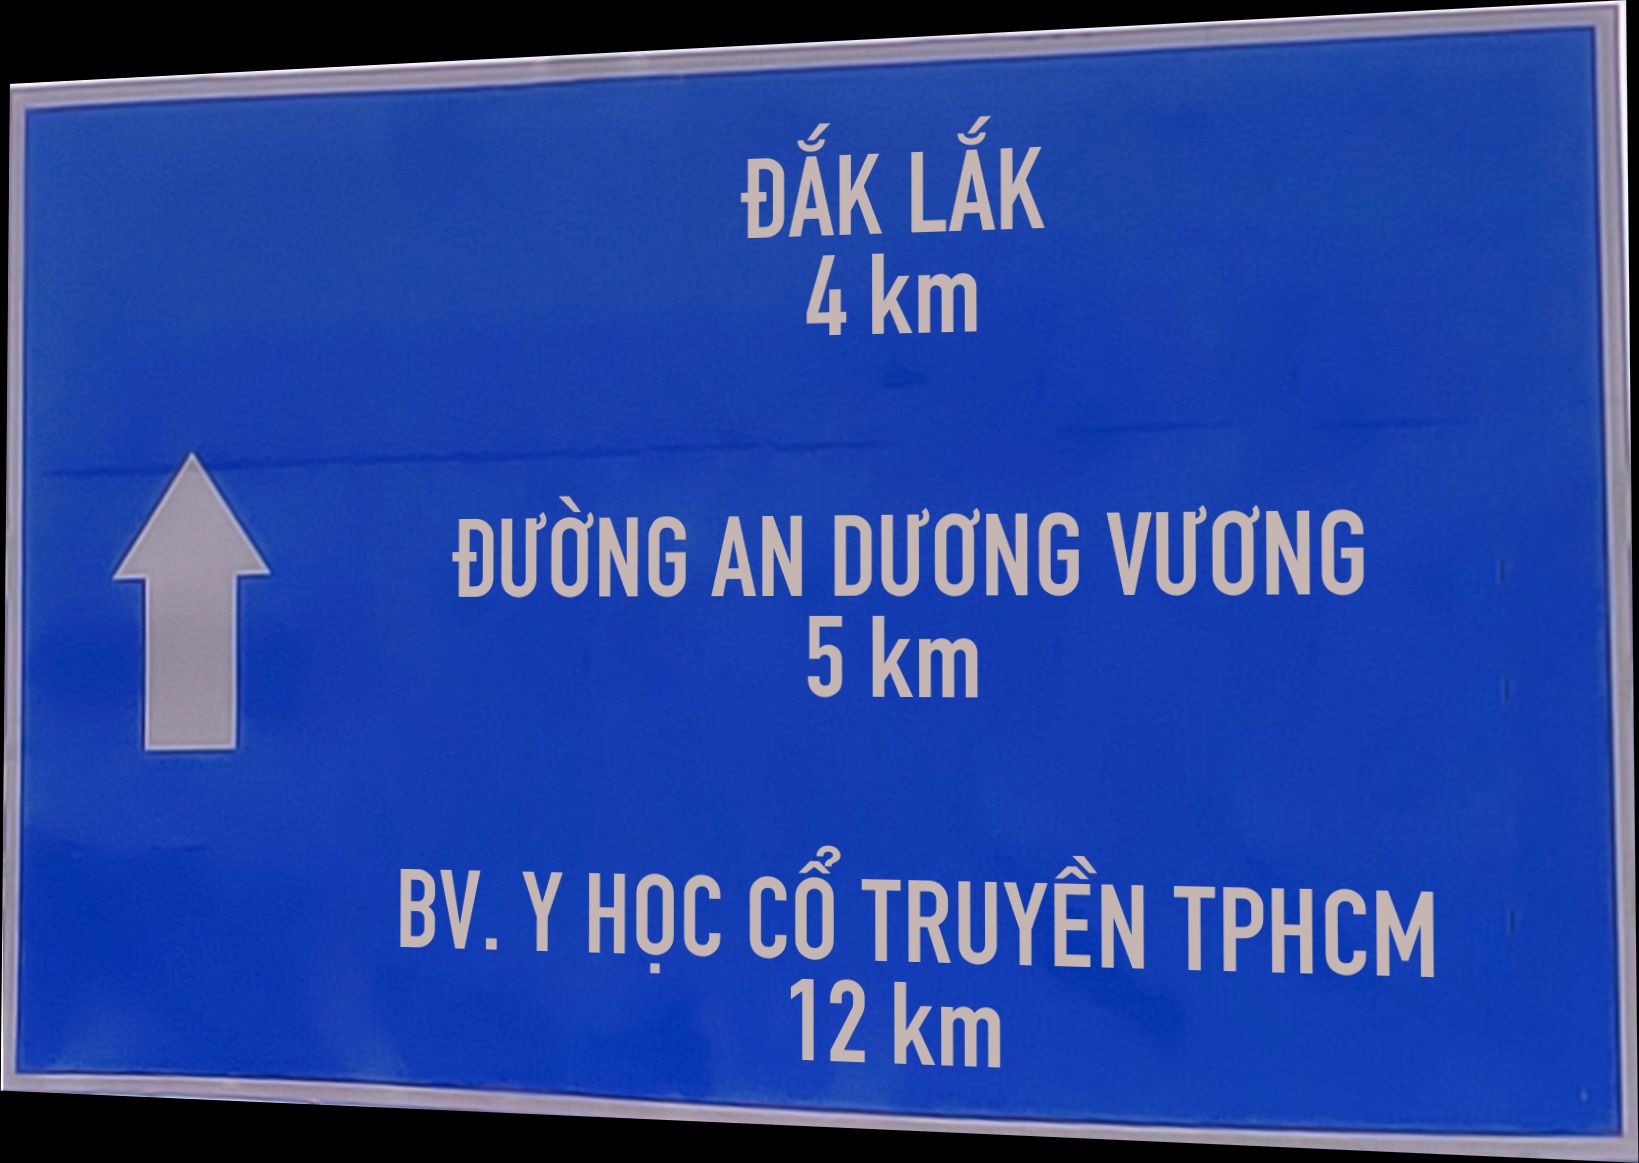 ĐẮK LẮK
4 km
ĐƯỜNG AN DƯƠNG VƯƠNG
5 km
BV. Y HỌC CỔ TRUYỀN TPHCM
12 km